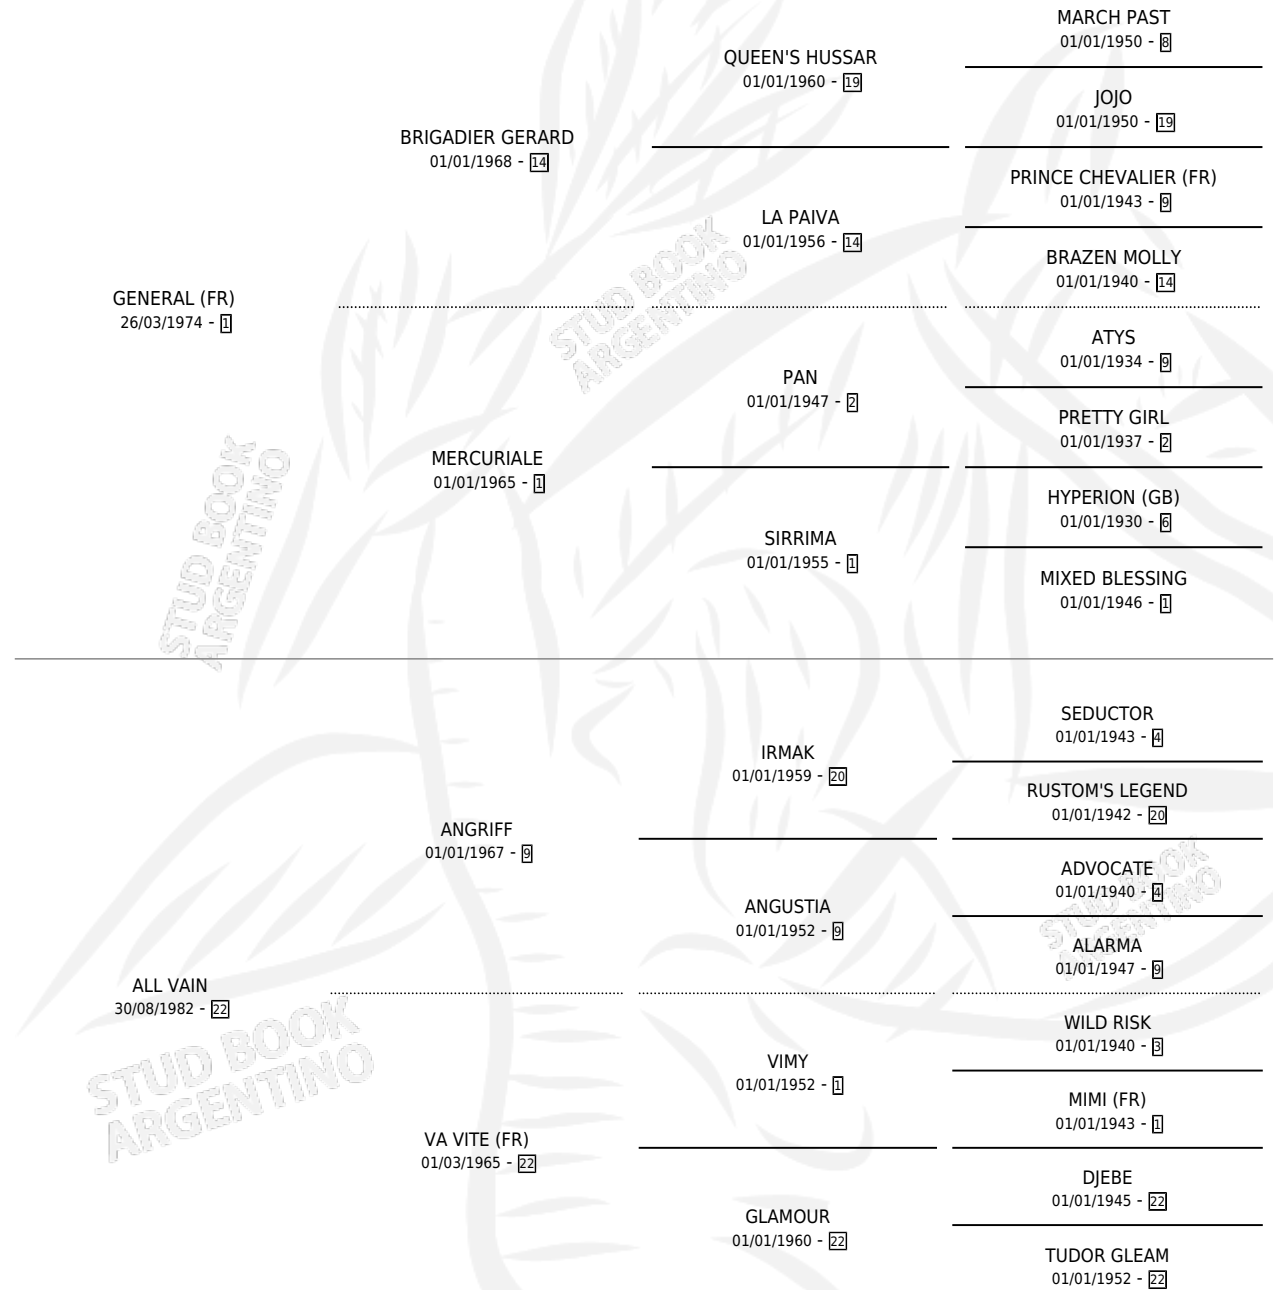 MARCH PAST
01/01/1950 - 8
QUEEN'S HUSSAR
01/01/1960 - 19
JOJO
01/01/1950 - 19
BRIGADIER GERARD
01/01/1968 - 14
PRINCE CHEVALIER (FR)
01/01/1943 - 9
LA PAIVA
01/01/1956 - 14
BRAZEN MOLLY
01/01/1940 - 14
GENERAL (FR)
26/03/1974 - 1
STUD BOOK
ARGENTINO
ATYS
01/01/1934 - 9
PAN
01/01/1947 - 2
PRETTY GIRL
01/01/1937 - 2
MERCURIALE
01/01/1965 - 1
HYPERION (GB)
01/01/1930 - 6
SIRRIMA
01/01/1955 - 1
MIXED BLESSING
01/01/1946 - 1
STUD BOOK
ARGENTINO
SEDUCTOR
01/01/1943 - 4
IRMAK
01/01/1959 - 20
RUSTOM'S LEGEND
01/01/1942 - 20
ANGRIFF
01/01/1967 - 9
ADVOCATE
01/01/1940 - 4
ANGUSTIA
01/01/1952 - 9
ALARMA
01/01/1947 - 9
STUD BOOK
ARGENTINO
ALL VAIN
30/08/1982 - 22
STUD BOOK
ARGENTINO
WILD RISK
01/01/1940 - 3
VIMY
01/01/1952 - 1
MIMI (FR)
01/01/1943 - 1
VA VITE (FR)
01/03/1965 - 22
DJEBE
01/01/1945 - 22
GLAMOUR
01/01/1960 - 22
TUDOR GLEAM
01/01/1952 - 22